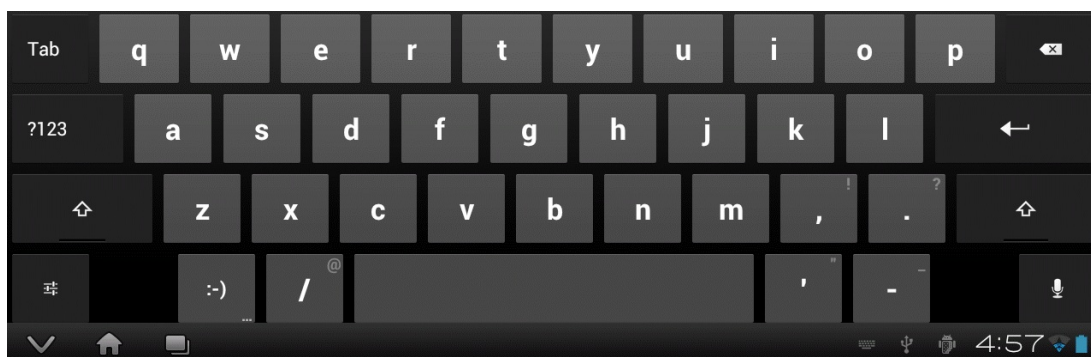 Tab q w e r t y u i o p
?123 a s d f g h j k l
z x c v b n m , ! . ?
:-) ... / @ ' " - _
4:57